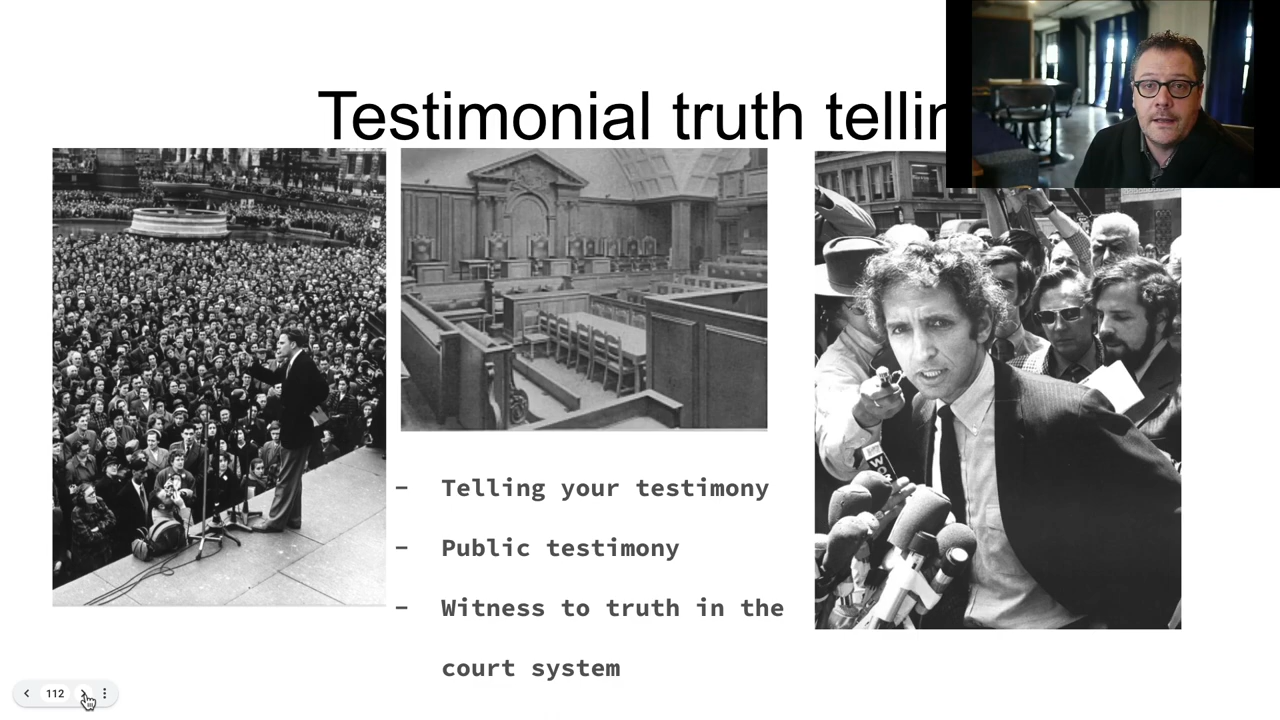 Testimonial truth tellin
- Telling your testimony
- Public testimony
- Witness to truth in the
court system
112